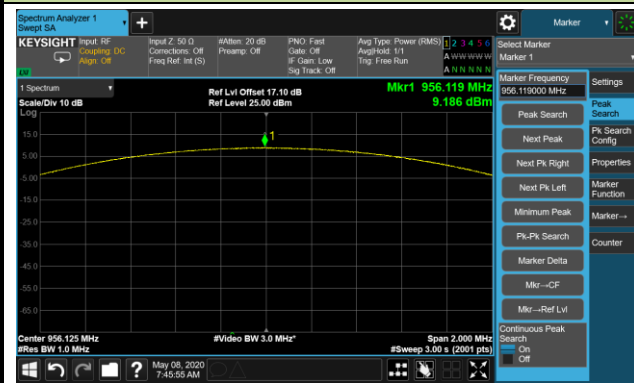 Spectrum Analyzer 1
Swept SA
+
Marker
KEYSIGHT
Input: RF
Coupling: DC
Align: Off
Input Z: 50 Ω
Corrections: Off
Freq Ref: Int (S)
#Atten: 20 dB
Preamp: Off
PNO: Fast
Gate: Off
IF Gain: Low
Sig Track: Off
Avg Type: Power (RMS)
Avg|Hold: 1/1
Trig: Free Run
1 2 3 4 5 6
A W W W W W
A N N N N N
LV
Select Marker
Marker 1
1 Spectrum
Scale/Div 10 dB
Log
Ref Lvl Offset 17.10 dB
Ref Level 25.00 dBm
Mkr1 956.119 MHz
9.186 dBm
1
15.0
5.00
-5.00
-15.0
-25.0
-35.0
-45.0
-55.0
-65.0
Center 956.125 MHz
#Res BW 1.0 MHz
#Video BW 3.0 MHz*
Span 2.000 MHz
#Sweep 3.00 s (2001 pts)
Marker Frequency
956.119000 MHz
Peak Search
Next Peak
Next Pk Right
Next Pk Left
Minimum Peak
Pk-Pk Search
Marker Delta
Mkr→CF
Mkr→Ref Lvl
Continuous Peak
Search
On
Off
Settings
Peak
Search
Pk Search
Config
Properties
Marker
Function
Marker→
Counter
?
May 08, 2020
7:45:55 AM